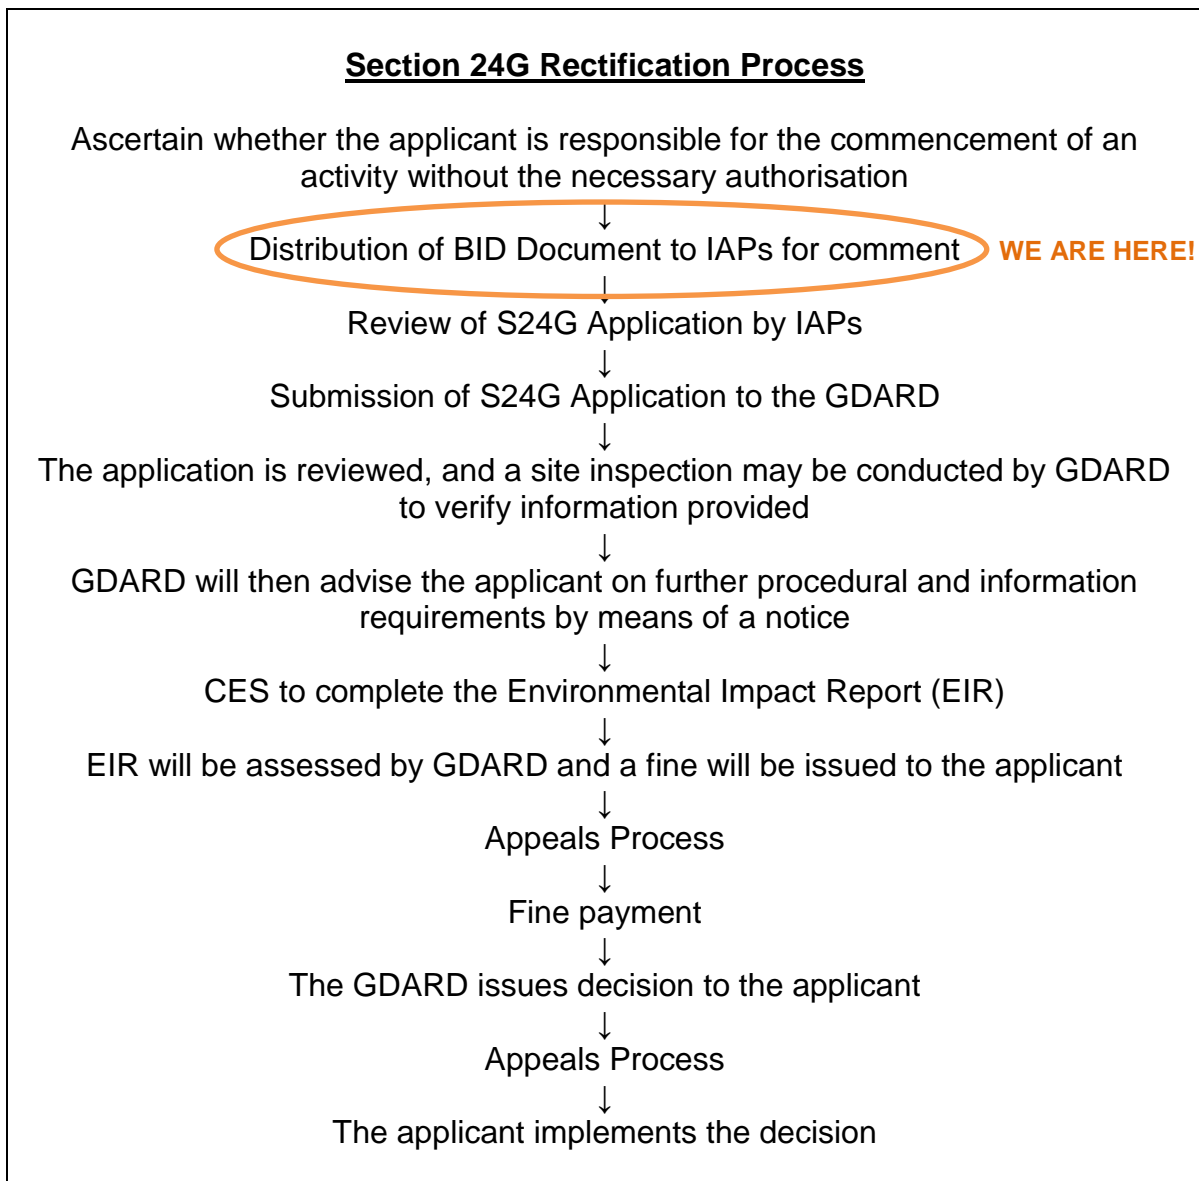 Section 24G Rectification Process
Ascertain whether the applicant is responsible for the commencement of an
activity without the necessary authorisation
↓
Distribution of BID Document to IAPs for comment WE ARE HERE!
↓
Review of S24G Application by IAPs
↓
Submission of S24G Application to the GDARD
↓
The application is reviewed, and a site inspection may be conducted by GDARD
to verify information provided
↓
GDARD will then advise the applicant on further procedural and information
requirements by means of a notice
↓
CES to complete the Environmental Impact Report (EIR)
↓
EIR will be assessed by GDARD and a fine will be issued to the applicant
↓
Appeals Process
↓
Fine payment
↓
The GDARD issues decision to the applicant
↓
Appeals Process
↓
The applicant implements the decision